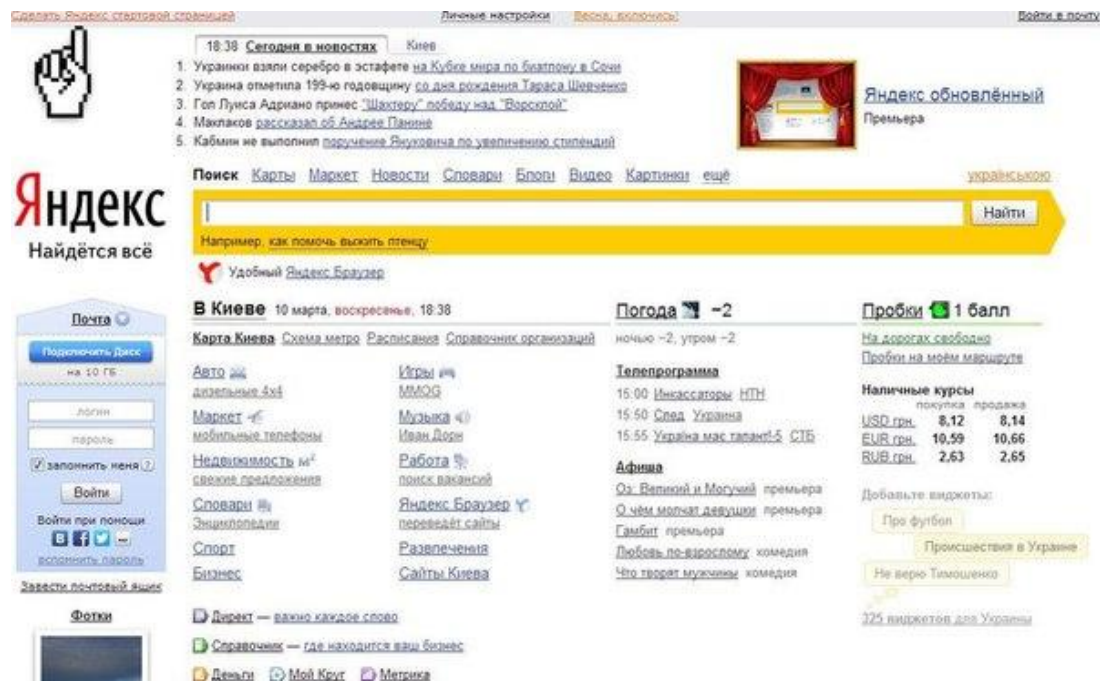 Сделать Яндекс стартовой страницей
Личные настройки
Весна, включись!
Войти в почту
18:38 Сегодня в новостях Киев
1. Украинки взяли серебро в эстафете на Кубке мира по биатлону в Сочи
2. Украина отметила 199-ю годовщину со дня рождения Тараса Шевченко
3. Гол Луиса Адриано принес "Шахтеру" победу над "Ворсклой"
4. Маклаков рассказал об Андрее Панине
5. Кабмин не выполнил поручение Януковича по увеличению стипендий
Яндекс обновлённый
Премьера
Яндекс
Найдётся всё
Поиск Карты Маркет Новости Словари Блоги Видео Картинки ещё
українською
Найти
Например, как помочь выжить птенцу
Удобный Яндекс.Браузер
Почта
Подключить Диск
на 10 ГБ
логин
пароль
запомнить меня ?
Войти
Войти при помощи
вспомнить пароль
Завести почтовый ящик
Фотки
В Киеве 10 марта, воскресенье, 18:38
Карта Киева Схема метро Расписания Справочник организаций
Авто
дизельные 4x4
Маркет
мобильные телефоны
Недвижимость м²
свежие предложения
Словари
Энциклопедии
Спорт
Бизнес
Игры
MMOG
Музыка
Иван Дорн
Работа
поиск вакансий
Яндекс.Браузер
переведёт сайты
Развлечения
Сайты Киева
Директ — важно каждое слово
Справочник — где находится ваш бизнес
Деньги Мой Круг Метрика
Погода −2
ночью −2, утром −2
Телепрограмма
15:00 Инкассаторы НТН
15:50 След Украина
15:55 Україна має талант!-5 СТБ
Афиша
Оз: Великий и Могучий премьера
О чём молчат девушки премьера
Гамбит премьера
Любовь по-взрослому комедия
Что творят мужчины комедия
Пробки 1 балл
На дорогах свободно
Пробки на моём маршруте
Наличные курсы
покупка продажа
USD грн. 8,12 8,14
EUR грн. 10,59 10,66
RUB грн. 2,63 2,65
Добавьте виджеты:
Про футбол
Происшествия в Украине
Не верю Тимошенко
325 виджетов для Украины